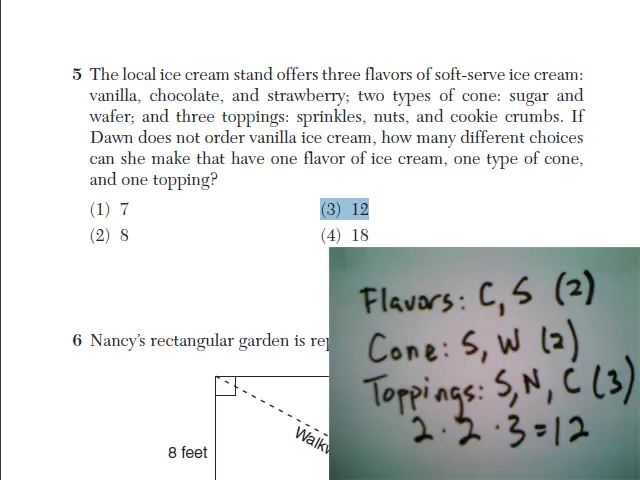 5 The local ice cream stand offers three flavors of soft-serve ice cream:
vanilla, chocolate, and strawberry; two types of cone: sugar and
wafer; and three toppings: sprinkles, nuts, and cookie crumbs. If
Dawn does not order vanilla ice cream, how many different choices
can she make that have one flavor of ice cream, one type of cone,
and one topping?
(1) 7 (3) 12
(2) 8 (4) 18
Flavors: C, S (2)
Cone: S, W (2)
Toppings: S, N, C (3)
2 · 2 · 3 = 12
6 Nancy's rectangular garden is
8 feet